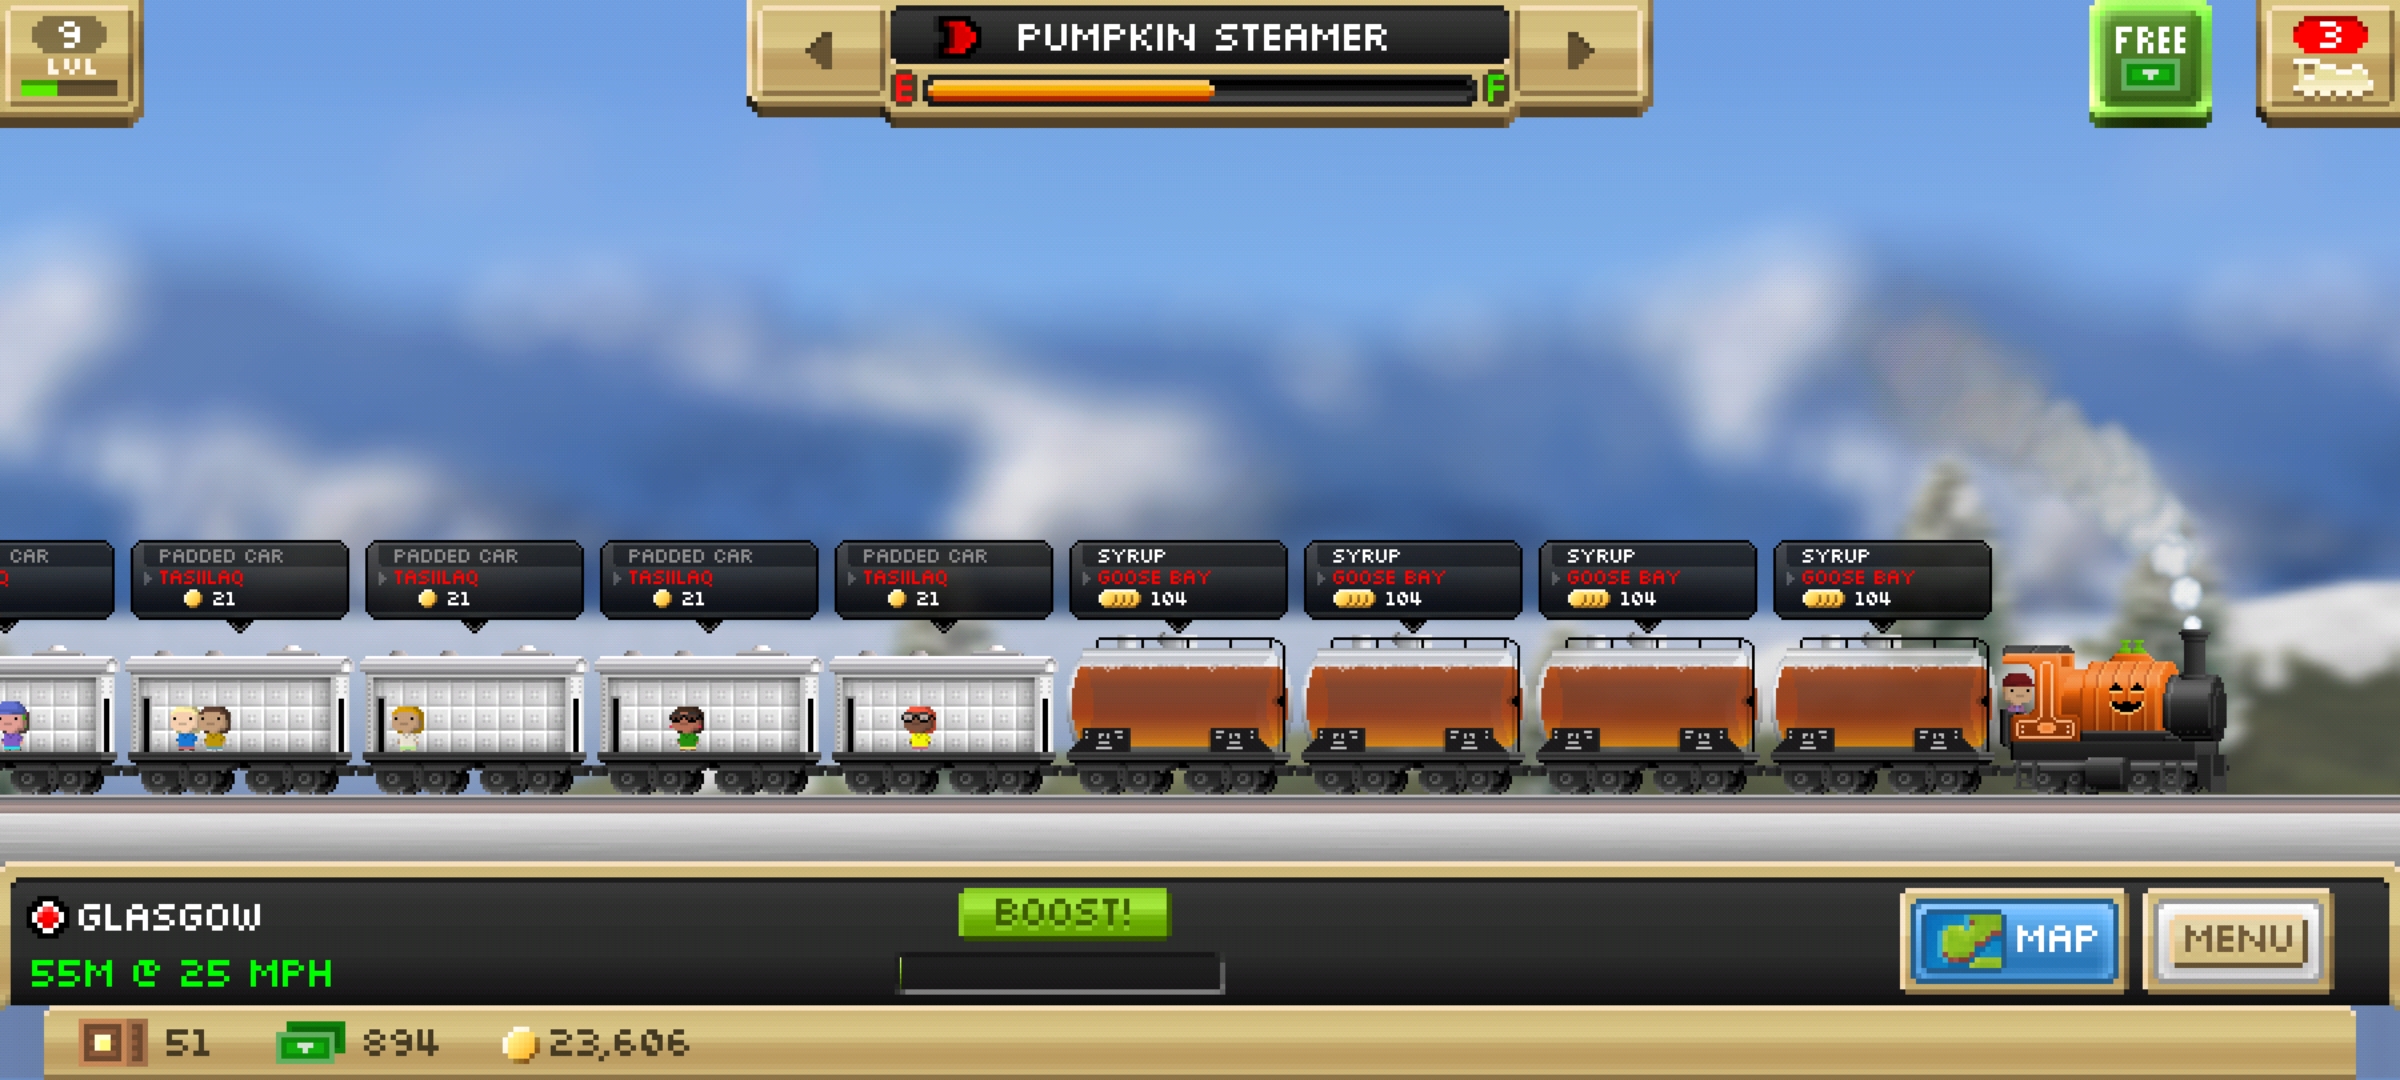 9
LVL
PUMPKIN STEAMER
E F
FREE
3
CAR
Q
PADDED CAR
TASIILAQ
21
PADDED CAR
TASIILAQ
21
PADDED CAR
TASIILAQ
21
PADDED CAR
TASIILAQ
21
SYRUP
GOOSE BAY
104
SYRUP
GOOSE BAY
104
SYRUP
GOOSE BAY
104
SYRUP
GOOSE BAY
104
GLASGOW
55M @ 25 MPH
BOOST!
MAP
MENU
51
894
23,606